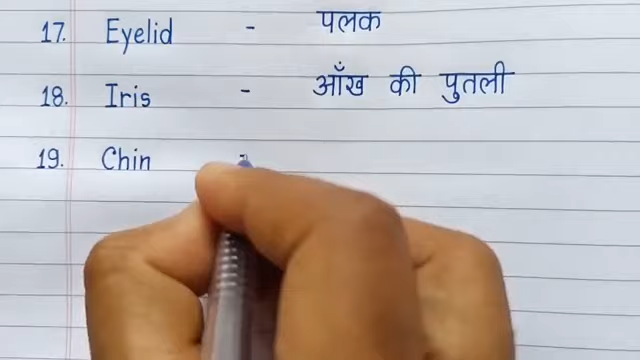 17. Eyelid - पलक
18. Iris - आँख की पुतली
19. Chin -